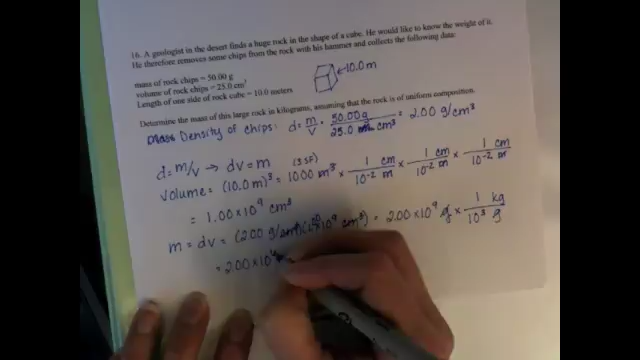 16. A geologist in the desert finds a huge rock in the shape of a cube. He would like to know the weight of it.
He therefore removes some chips from the rock with his hammer and collects the following data:
mass of rock chips = 50.00 g
volume of rock chips = 25.0 cm³
Length of one side of rock cube = 10.0 meters
10.0 m
Determine the mass of this large rock in kilograms, assuming that the rock is of uniform composition.
Density of chips: d = m/v = 50.00g / 25.0 cm³ = 2.00 g/cm³
d = m/v → dv = m
(3 SF)
Volume = (10.0 m)³ = 1000 m³ × 1 cm / 10⁻² m × 1 cm / 10⁻² m × 1 cm / 10⁻² m
= 1.00 × 10⁹ cm³
m = dv = (2.00 g/cm³)(1.00 × 10⁹ cm³) = 2.00 × 10⁹ g × 1 kg / 10³ g
= 2.00 × 10